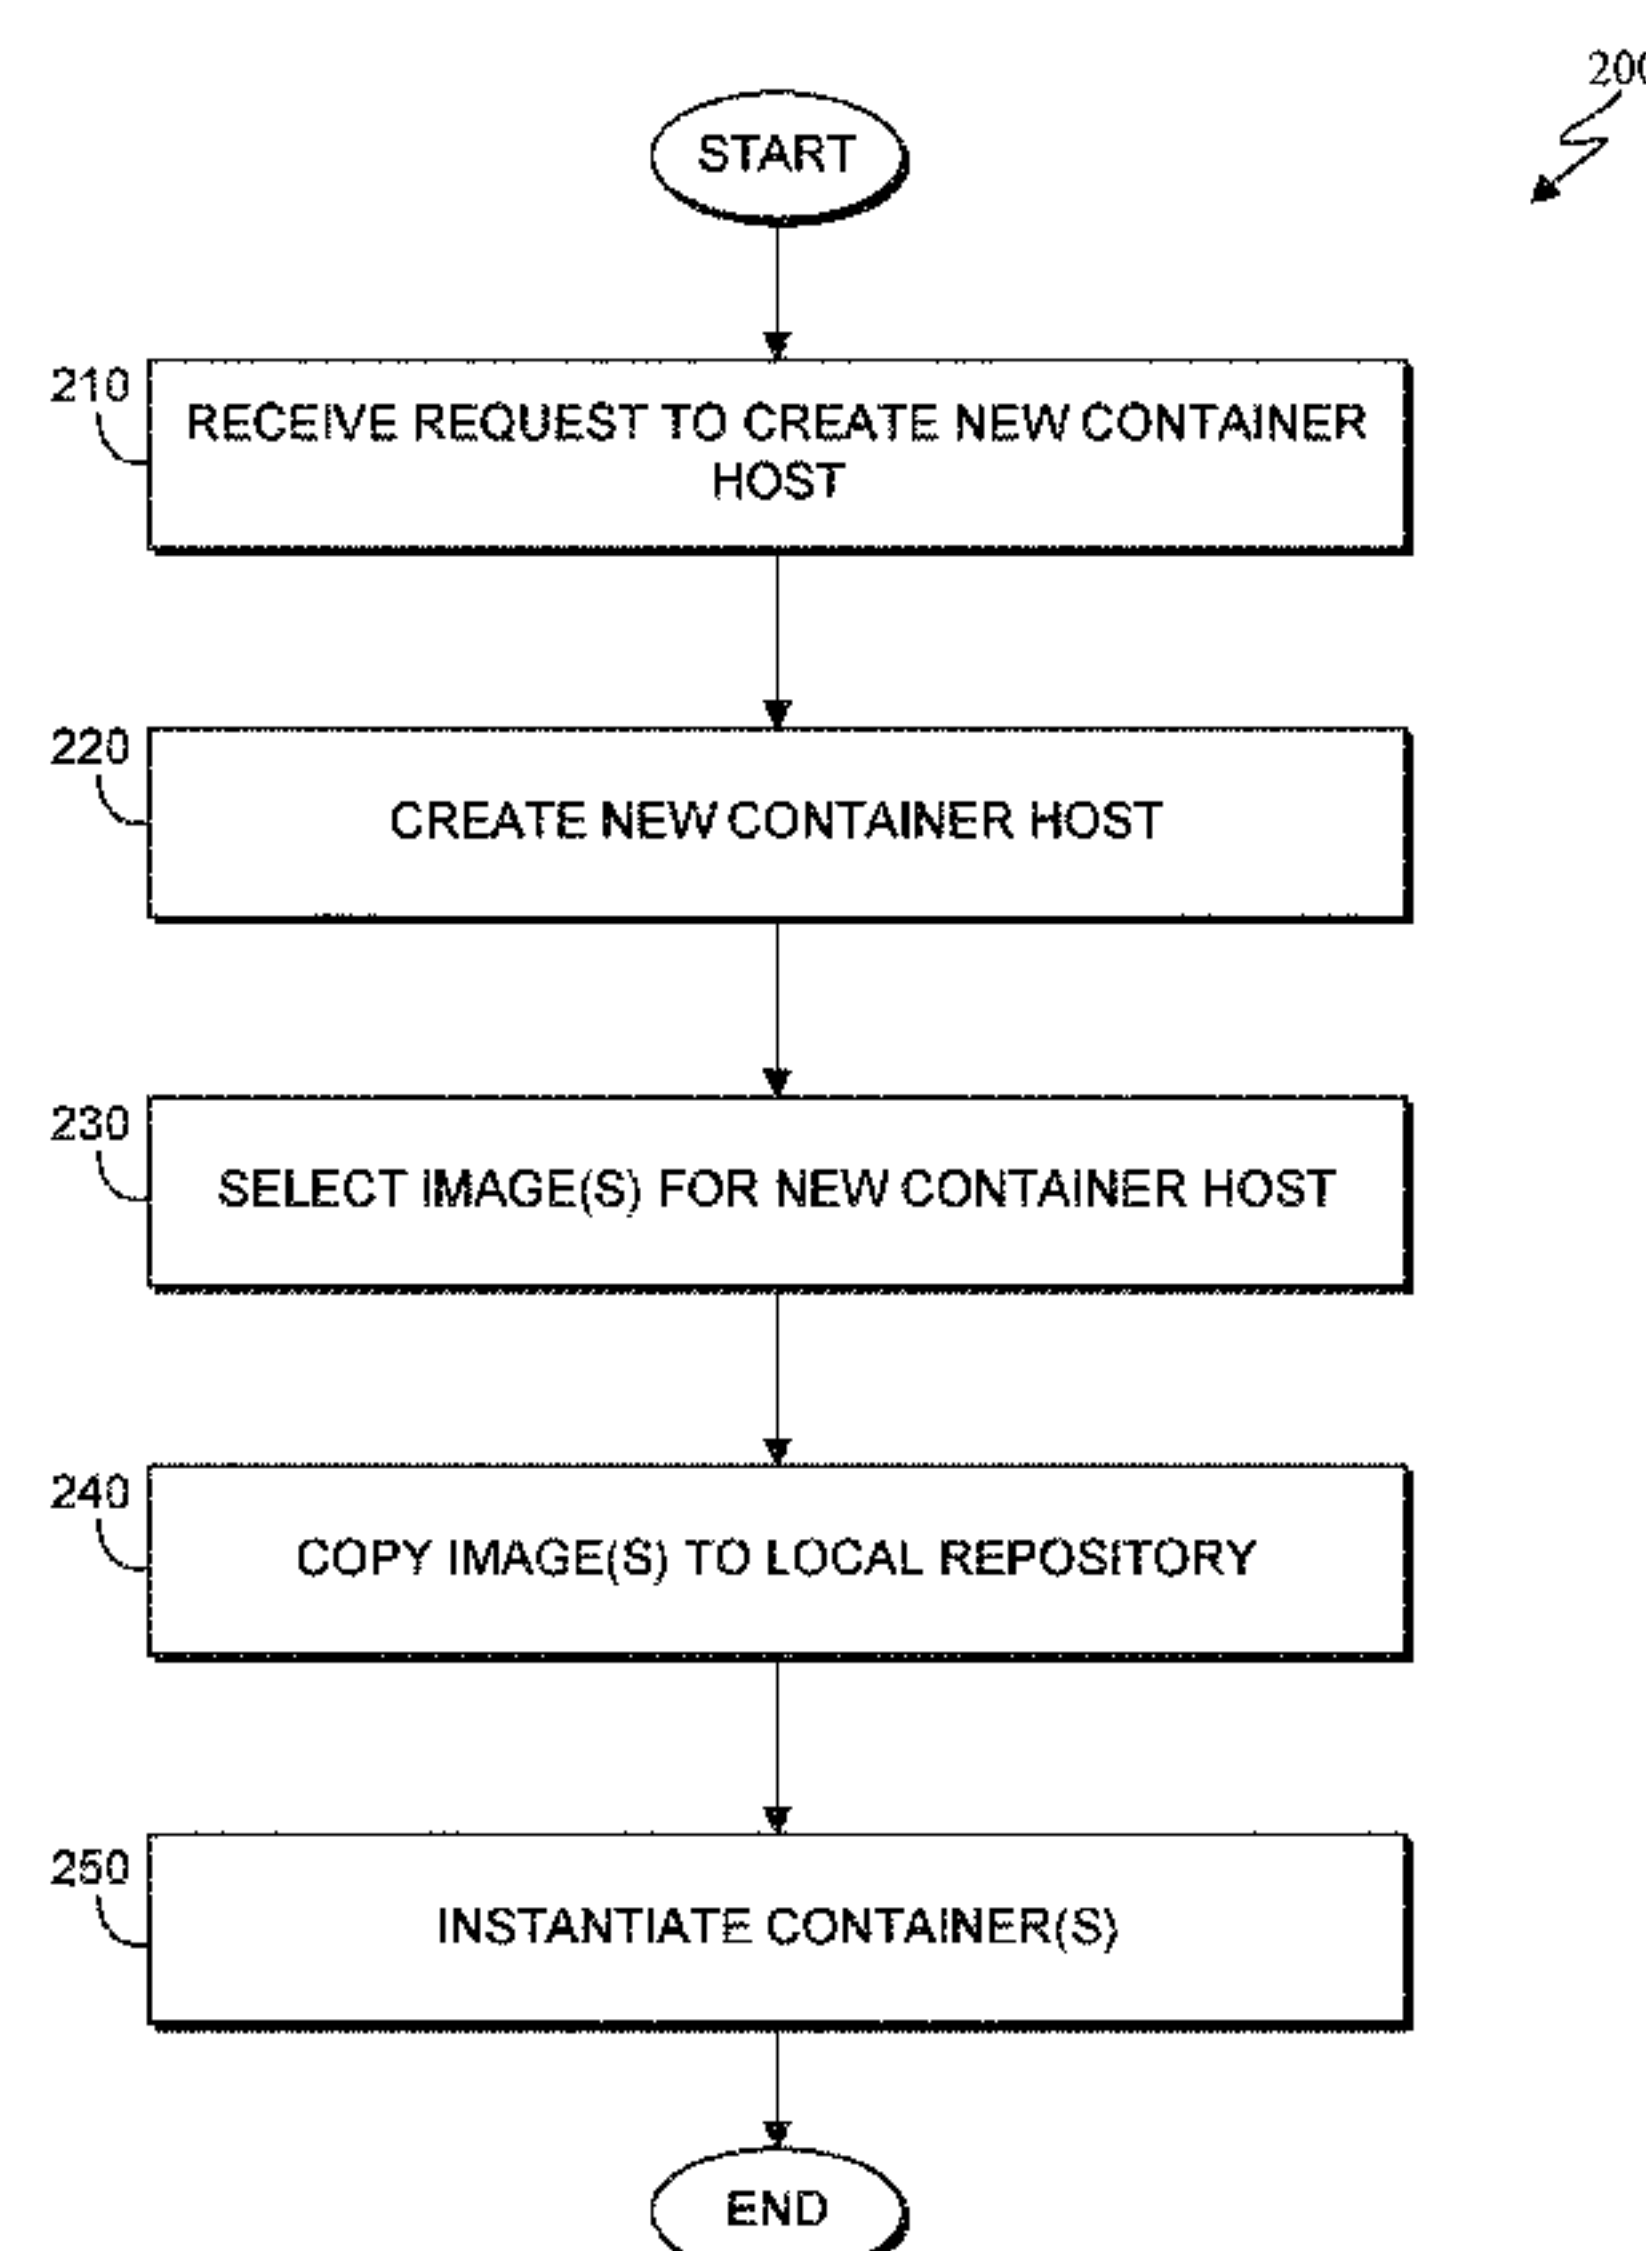 200
START
210
RECEIVE REQUEST TO CREATE NEW CONTAINER
HOST
220
CREATE NEW CONTAINER HOST
230
SELECT IMAGE(S) FOR NEW CONTAINER HOST
240
COPY IMAGE(S) TO LOCAL REPOSITORY
250
INSTANTIATE CONTAINER(S)
END